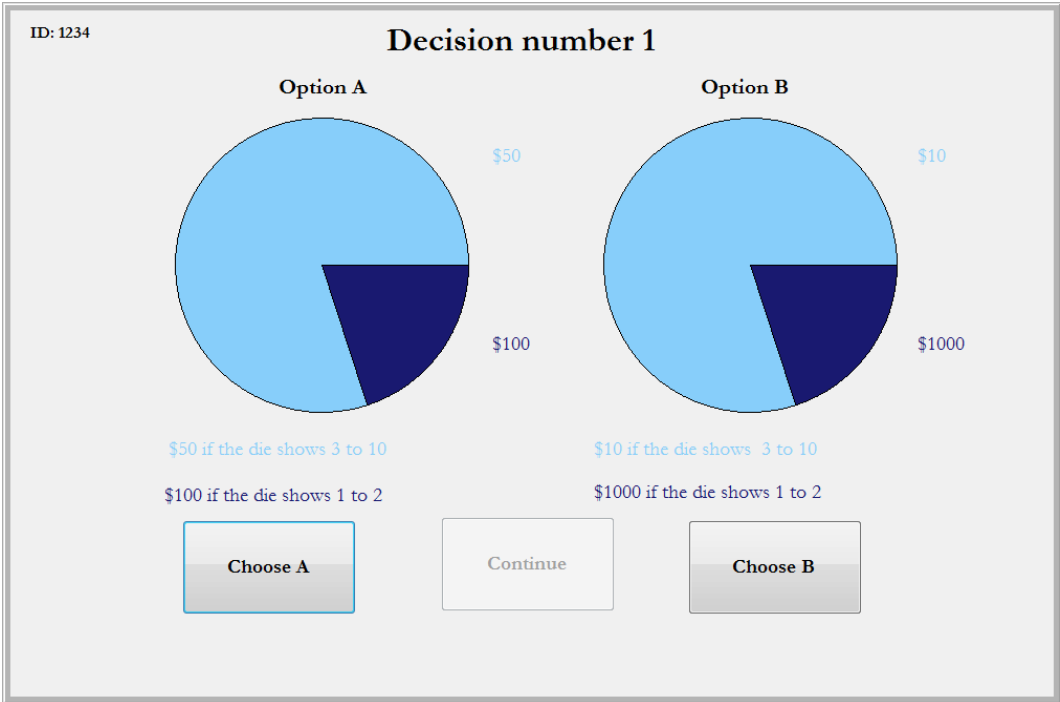 ID: 1234
Decision number 1
Option A
Option B
$50
$10
$100
$1000
$50 if the die shows 3 to 10
$10 if the die shows  3 to 10
$100 if the die shows 1 to 2
$1000 if the die shows 1 to 2
Choose A
Continue
Choose B